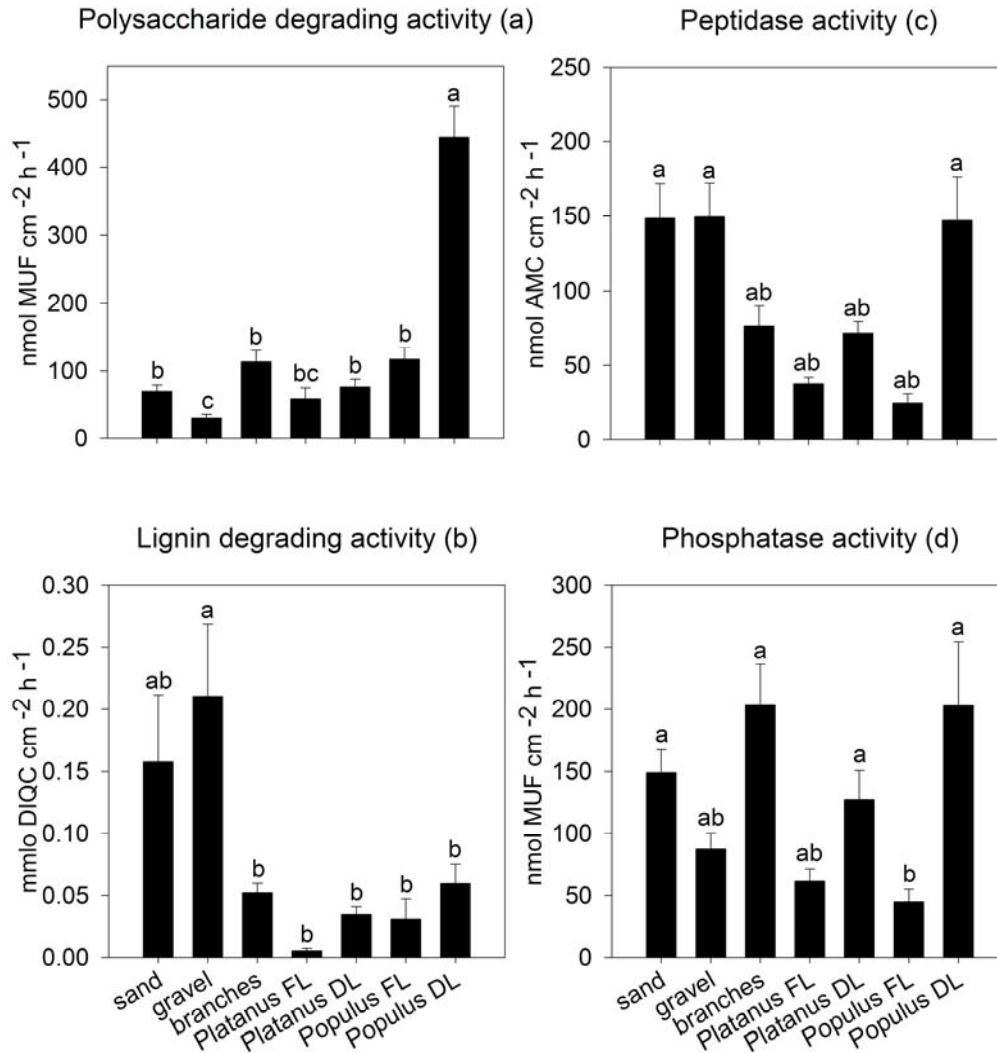 Polysaccharide degrading activity (a)
nmol MUF cm -2 h -1
500
400
300
200
100
0
b
c
b
bc
b
b
a
Peptidase activity (c)
nmol AMC cm -2 h -1
250
200
150
100
50
0
a
a
ab
ab
ab
ab
a
Lignin degrading activity (b)
mmlo DIQC cm -2 h -1
0.30
0.25
0.20
0.15
0.10
0.05
0.00
ab
a
b
b
b
b
b
sand
gravel
branches
Platanus FL
Platanus DL
Populus FL
Populus DL
Phosphatase activity (d)
nmol MUF cm -2 h -1
300
250
200
150
100
50
0
a
ab
a
ab
a
b
a
sand
gravel
branches
Platanus FL
Platanus DL
Populus FL
Populus DL